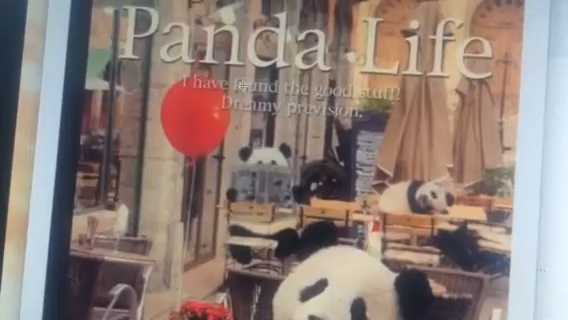 Panda Life
I have found the good stuff!
Dreamy prevision.